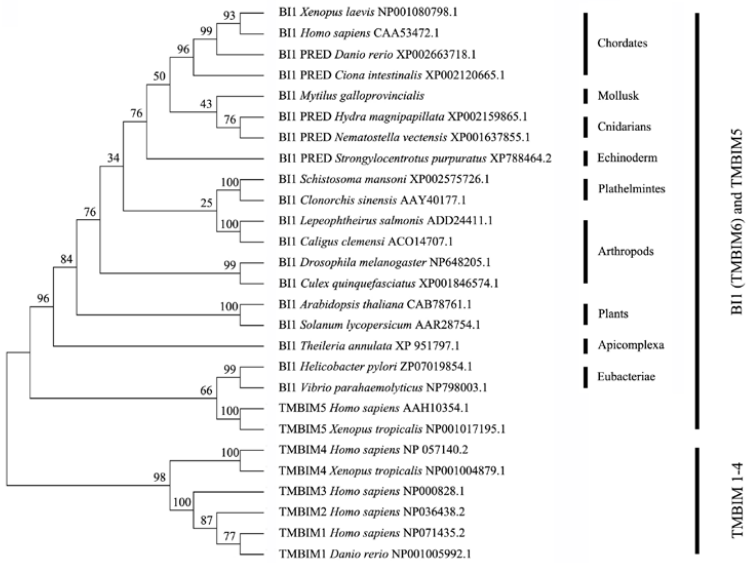 93
BI1 Xenopus laevis NP001080798.1
99
BI1 Homo sapiens CAA53472.1
Chordates
96
BI1 PRED Danio rerio XP002663718.1
50
BI1 PRED Ciona intestinalis XP002120665.1
BI1 Mytilus galloprovincialis
Mollusk
43
76
BI1 PRED Hydra magnipapillata XP002159865.1
Cnidarians
76
BI1 PRED Nematostella vectensis XP001637855.1
BI1 PRED Strongylocentrotus purpuratus XP788464.2
Echinoderm
34
100
BI1 Schistosoma mansoni XP002575726.1
Plathelmintes
25
BI1 Clonorchis sinensis AAY40177.1
76
100
BI1 Lepeophtheirus salmonis ADD24411.1
BI1 Caligus clemensi ACO14707.1
Arthropods
84
99
BI1 Drosophila melanogaster NP648205.1
BI1 Culex quinquefasciatus XP001846574.1
96
100
BI1 Arabidopsis thaliana CAB78761.1
Plants
BI1 Solanum lycopersicum AAR28754.1
BI1 Theileria annulata XP 951797.1
Apicomplexa
99
BI1 Helicobacter pylori ZP07019854.1
Eubacteriae
66
BI1 Vibrio parahaemolyticus NP798003.1
100
TMBIM5 Homo sapiens AAH10354.1
TMBIM5 Xenopus tropicalis NP001017195.1
BI1 (TMBIM6) and TMBIM5
100
TMBIM4 Homo sapiens NP 057140.2
98
TMBIM4 Xenopus tropicalis NP001004879.1
100
TMBIM3 Homo sapiens NP000828.1
87
TMBIM2 Homo sapiens NP036438.2
77
TMBIM1 Homo sapiens NP071435.2
TMBIM1 Danio rerio NP001005992.1
TMBIM 1-4